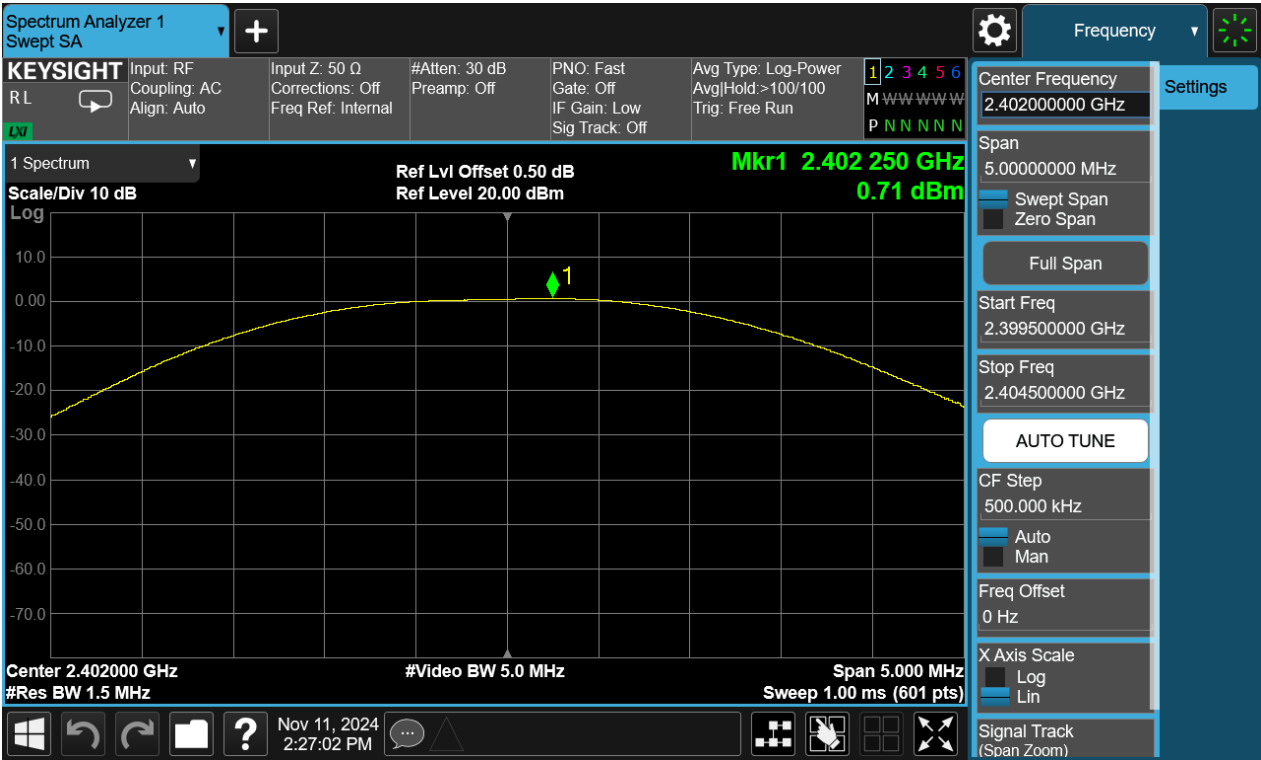 Spectrum Analyzer 1
Swept SA
+
Frequency
KEYSIGHT
R L
LXI
Input: RF
Coupling: AC
Align: Auto
Input Z: 50 Ω
Corrections: Off
Freq Ref: Internal
#Atten: 30 dB
Preamp: Off
PNO: Fast
Gate: Off
IF Gain: Low
Sig Track: Off
Avg Type: Log-Power
Avg|Hold:>100/100
Trig: Free Run
1 2 3 4 5 6
M W W W W W
P N N N N N
Center Frequency
2.402000000 GHz
Settings
Span
5.00000000 MHz
Swept Span
Zero Span
Full Span
Start Freq
2.399500000 GHz
Stop Freq
2.404500000 GHz
AUTO TUNE
CF Step
500.000 kHz
Auto
Man
Freq Offset
0 Hz
X Axis Scale
Log
Lin
Signal Track
(Span Zoom)
1 Spectrum
Scale/Div 10 dB
Log
Ref Lvl Offset 0.50 dB
Ref Level 20.00 dBm
Mkr1 2.402 250 GHz
0.71 dBm
1
10.0
0.00
-10.0
-20.0
-30.0
-40.0
-50.0
-60.0
-70.0
Center 2.402000 GHz
#Res BW 1.5 MHz
#Video BW 5.0 MHz
Span 5.000 MHz
Sweep 1.00 ms (601 pts)
?
Nov 11, 2024
2:27:02 PM